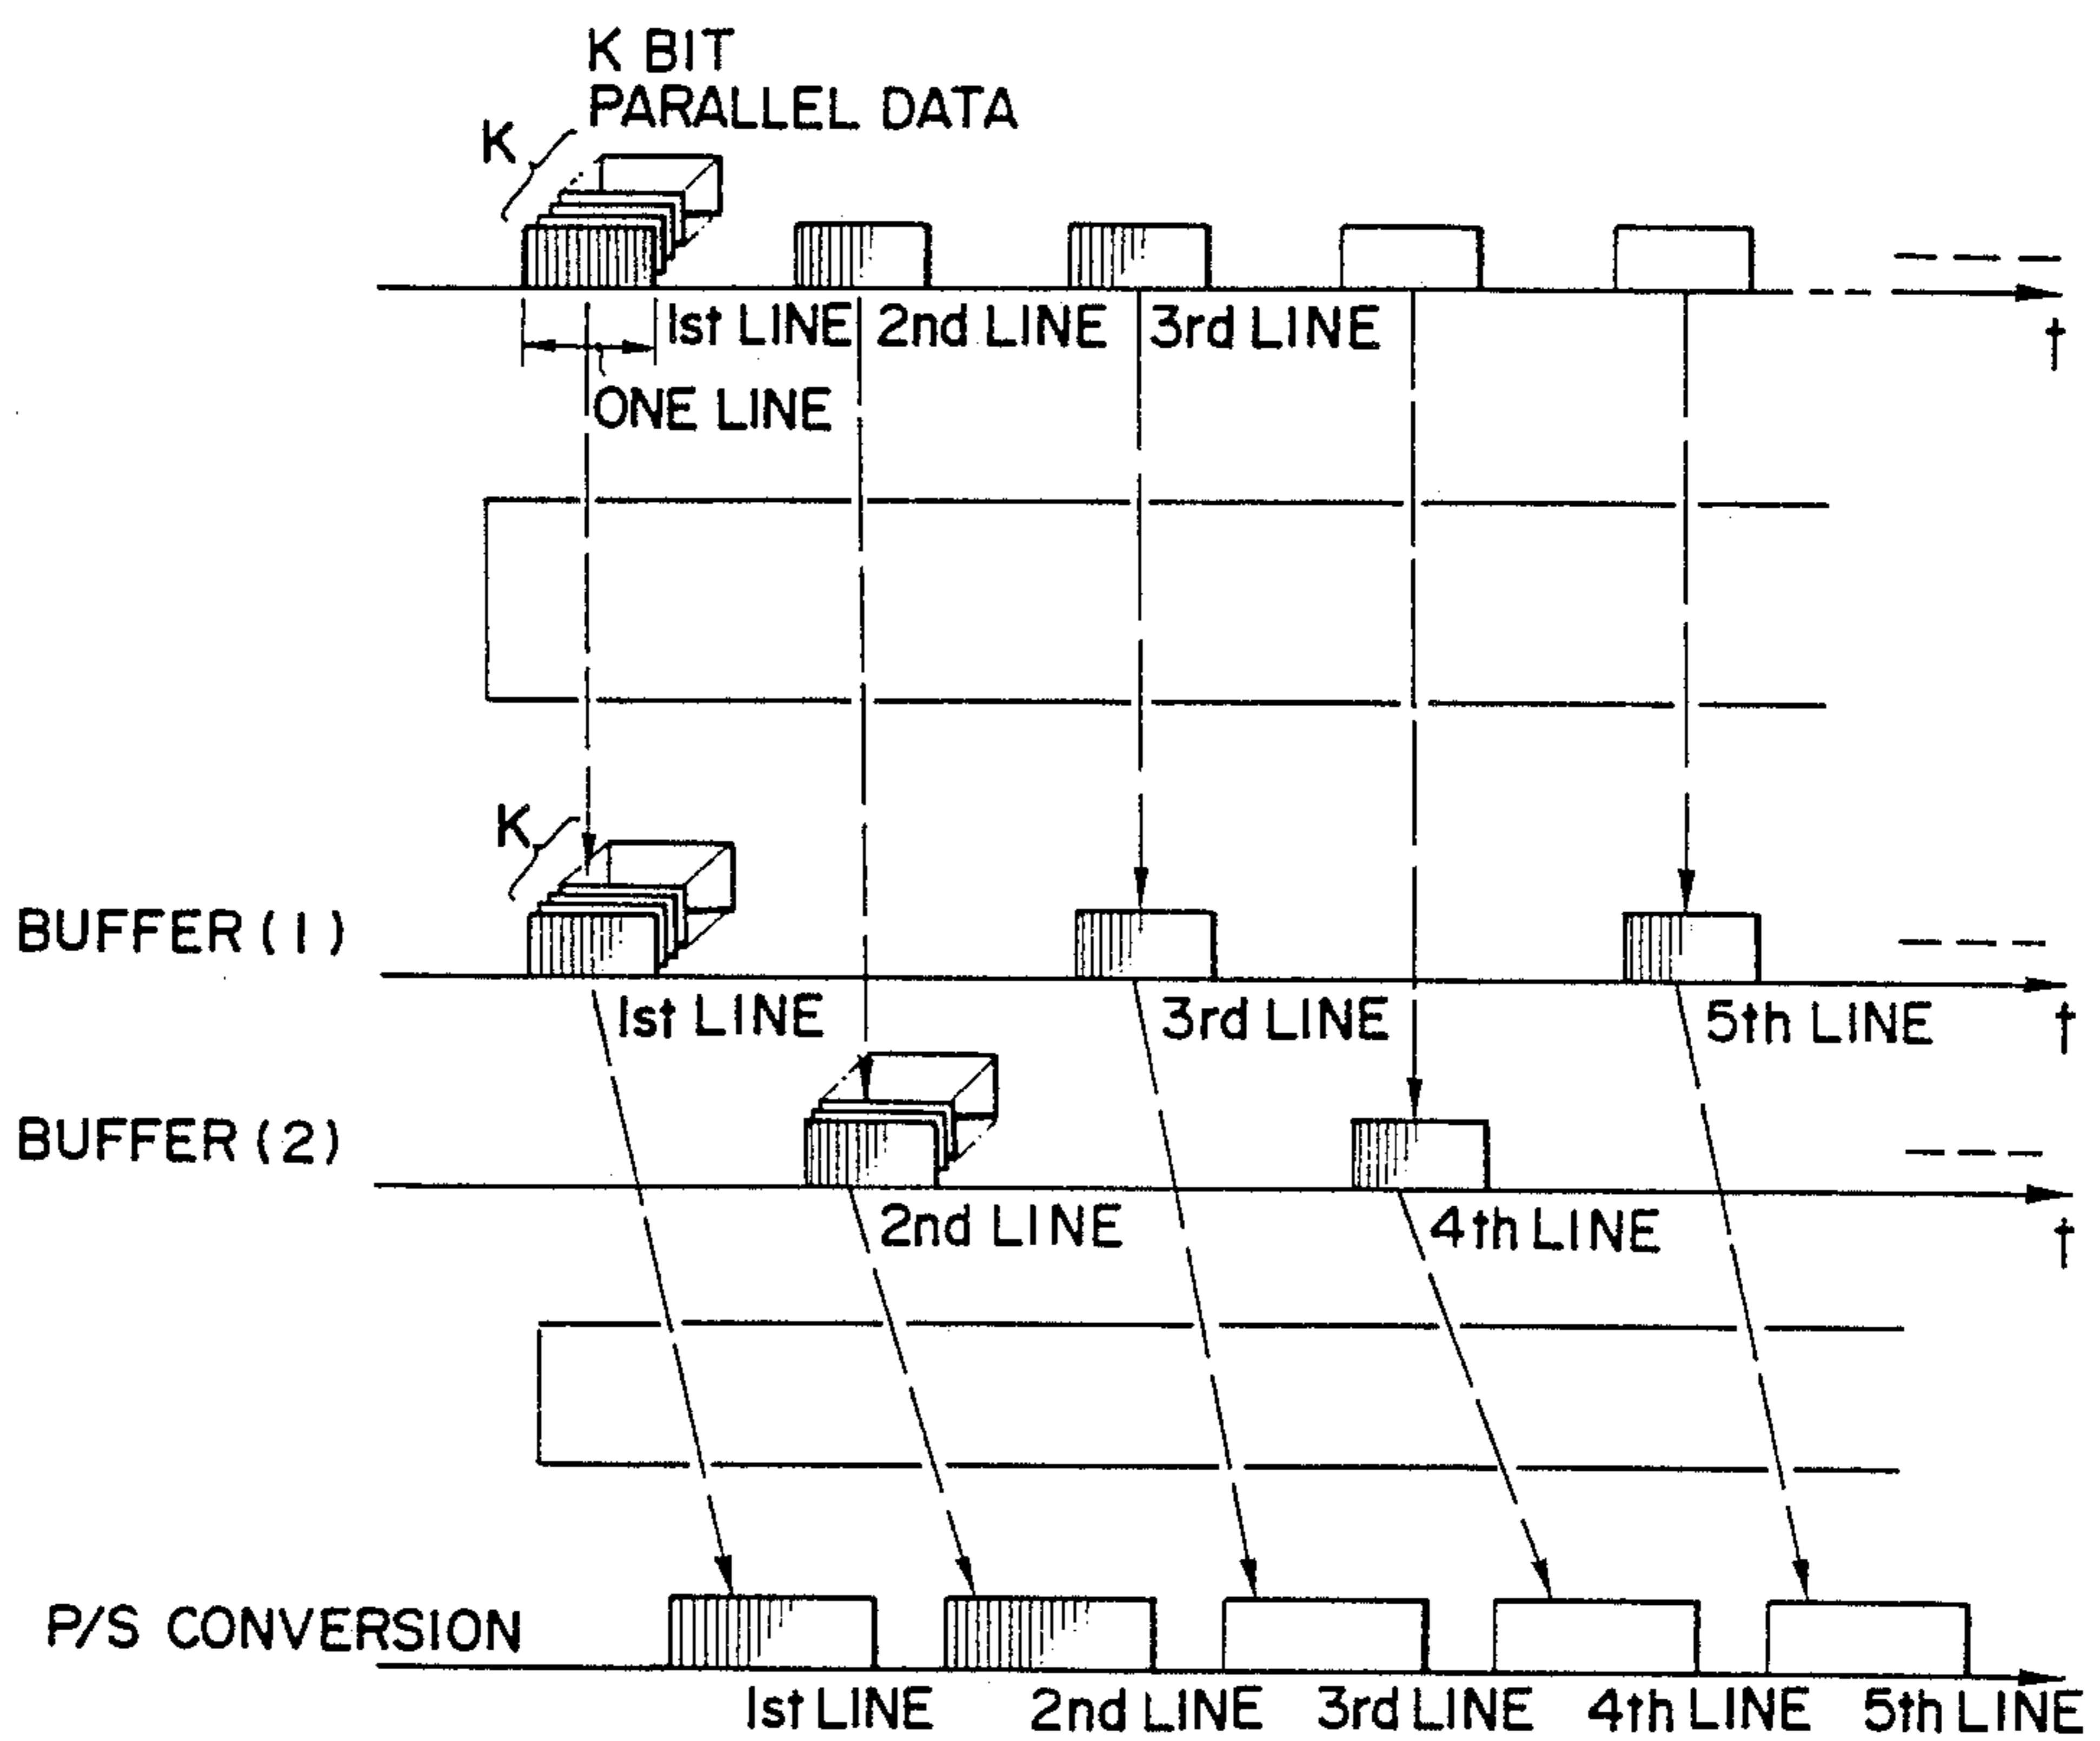 K BIT
PARALLEL DATA
K
1st LINE 2nd LINE 3rd LINE
t
ONE LINE
K
BUFFER (1)
1st LINE 3rd LINE 5th LINE t
BUFFER (2)
2nd LINE 4th LINE t
P/S CONVERSION
1st LINE 2nd LINE 3rd LINE 4th LINE 5th LINE